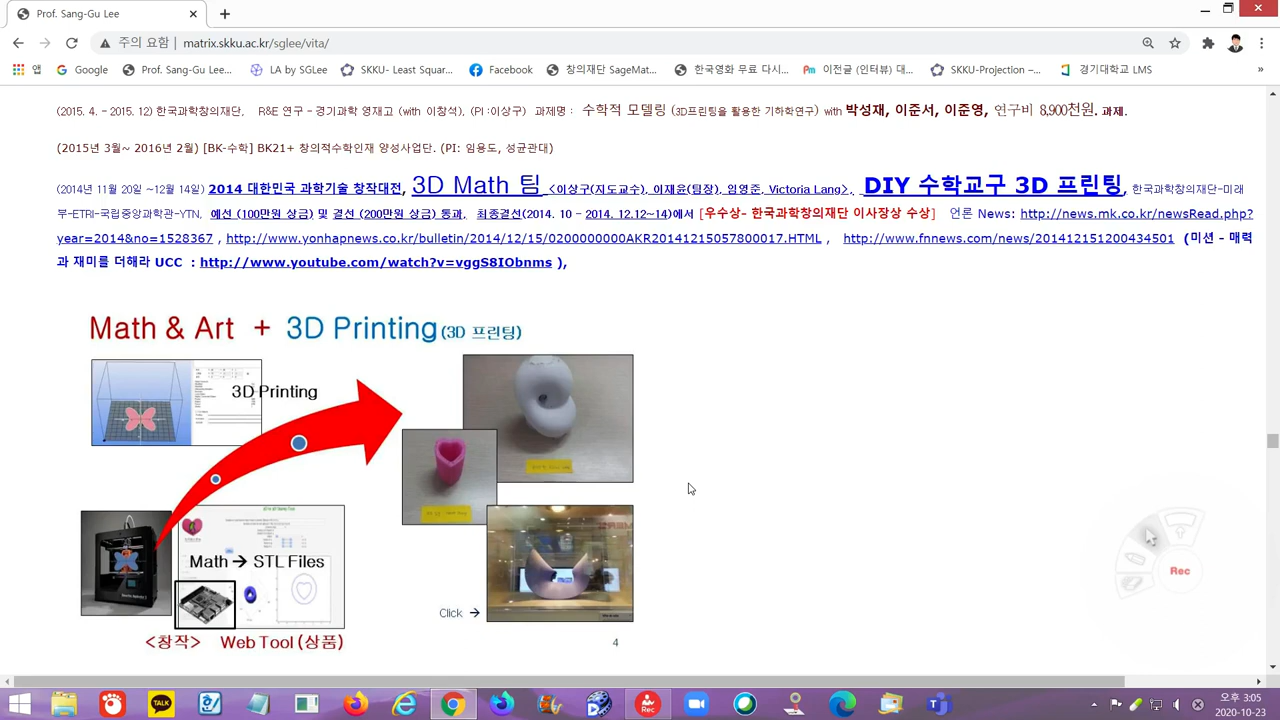 Prof. Sang-Gu Lee
주의 요함 | matrix.skku.ac.kr/sglee/vita/
앱 Google Prof. Sang-Gu Lee... LA by SGLee SKKU- Least Squar... Facebook 창의재단 SageMat... 한국영화 무료 다시... 이전글 (인터뷰) 대... SKKU-Projection –... 경기대학교 LMS »
(2015. 4. – 2015. 12) 한국과학창의재단, R&E 연구 – 경기과학 영재고 (with 이창석), (PI :이상구) 과제명 : 수학적 모델링 (3D프린팅을 활용한 기하학연구) with 박성재, 이준서, 이준영, 연구비 8,900천원. 과제.
(2015년 3월~ 2016년 2월) [BK-수학] BK21+ 창의적수학인재 양성사업단. (PI: 임용도, 성균관대)
(2014년 11월 20일 ~12월 14일) 2014 대한민국 과학기술 창작대전, 3D Math 팀 <이상구(지도교수), 이재윤(팀장), 임영준, Victoria Lang>, DIY 수학교구 3D 프린팅, 한국과학창의재단-미래
부-ETRI-국립중앙과학관-YTN, 예선 (100만원 상금) 및 결선 (200만원 상금) 통과, 최종결선(2014. 10 – 2014. 12.12~14)에서 [우수상- 한국과학창의재단 이사장상 수상] 언론 News: http://news.mk.co.kr/newsRead.php?
year=2014&no=1528367 , http://www.yonhapnews.co.kr/bulletin/2014/12/15/0200000000AKR20141215057800017.HTML , http://www.fnnews.com/news/201412151200434501 (미션 – 매력
과 재미를 더해라 UCC : http://www.youtube.com/watch?v=vggS8IObnms ),
Math & Art + 3D Printing (3D 프린팅)
3D Printing
Math → STL Files
Click →
<창작> Web Tool (상품)
4
Rec
TALK
Rec
오후 3:05
2020-10-23